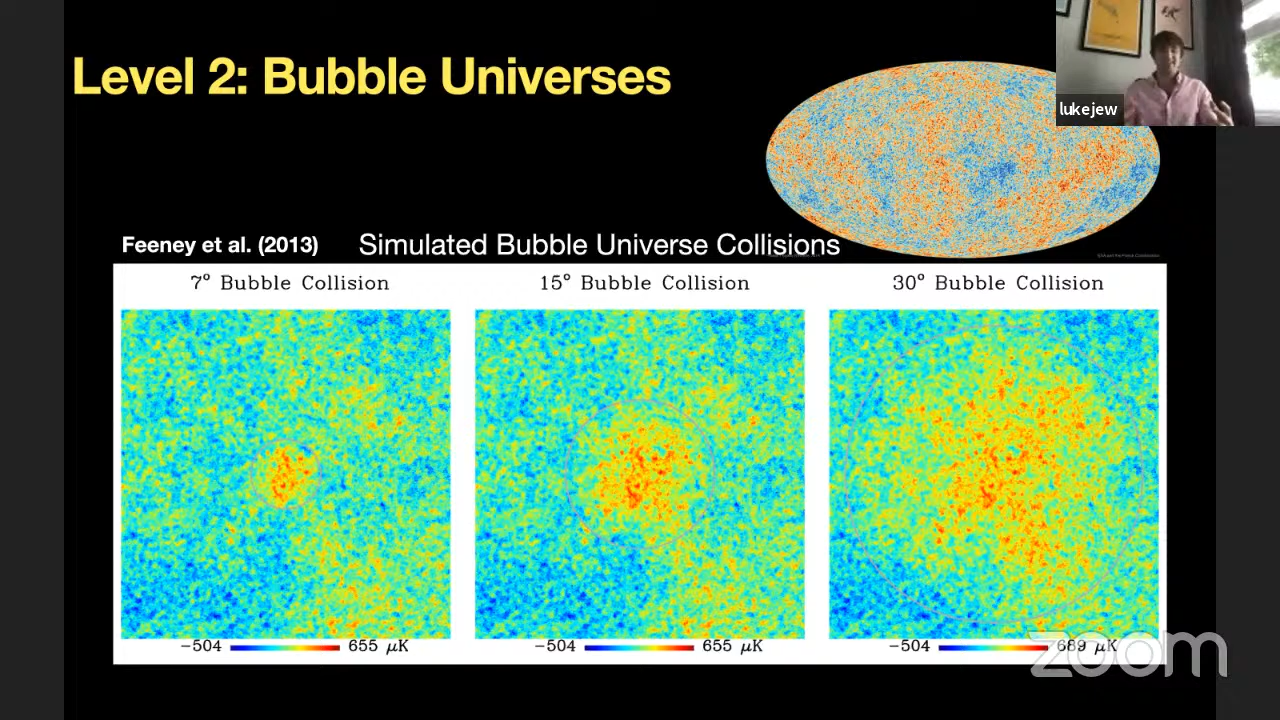 Level 2: Bubble Universes
lukejew
Feeney et al. (2013)
Simulated Bubble Universe Collisions
7° Bubble Collision
15° Bubble Collision
30° Bubble Collision
−504 655 μK
−504 655 μK
−504 689 μK
zoom